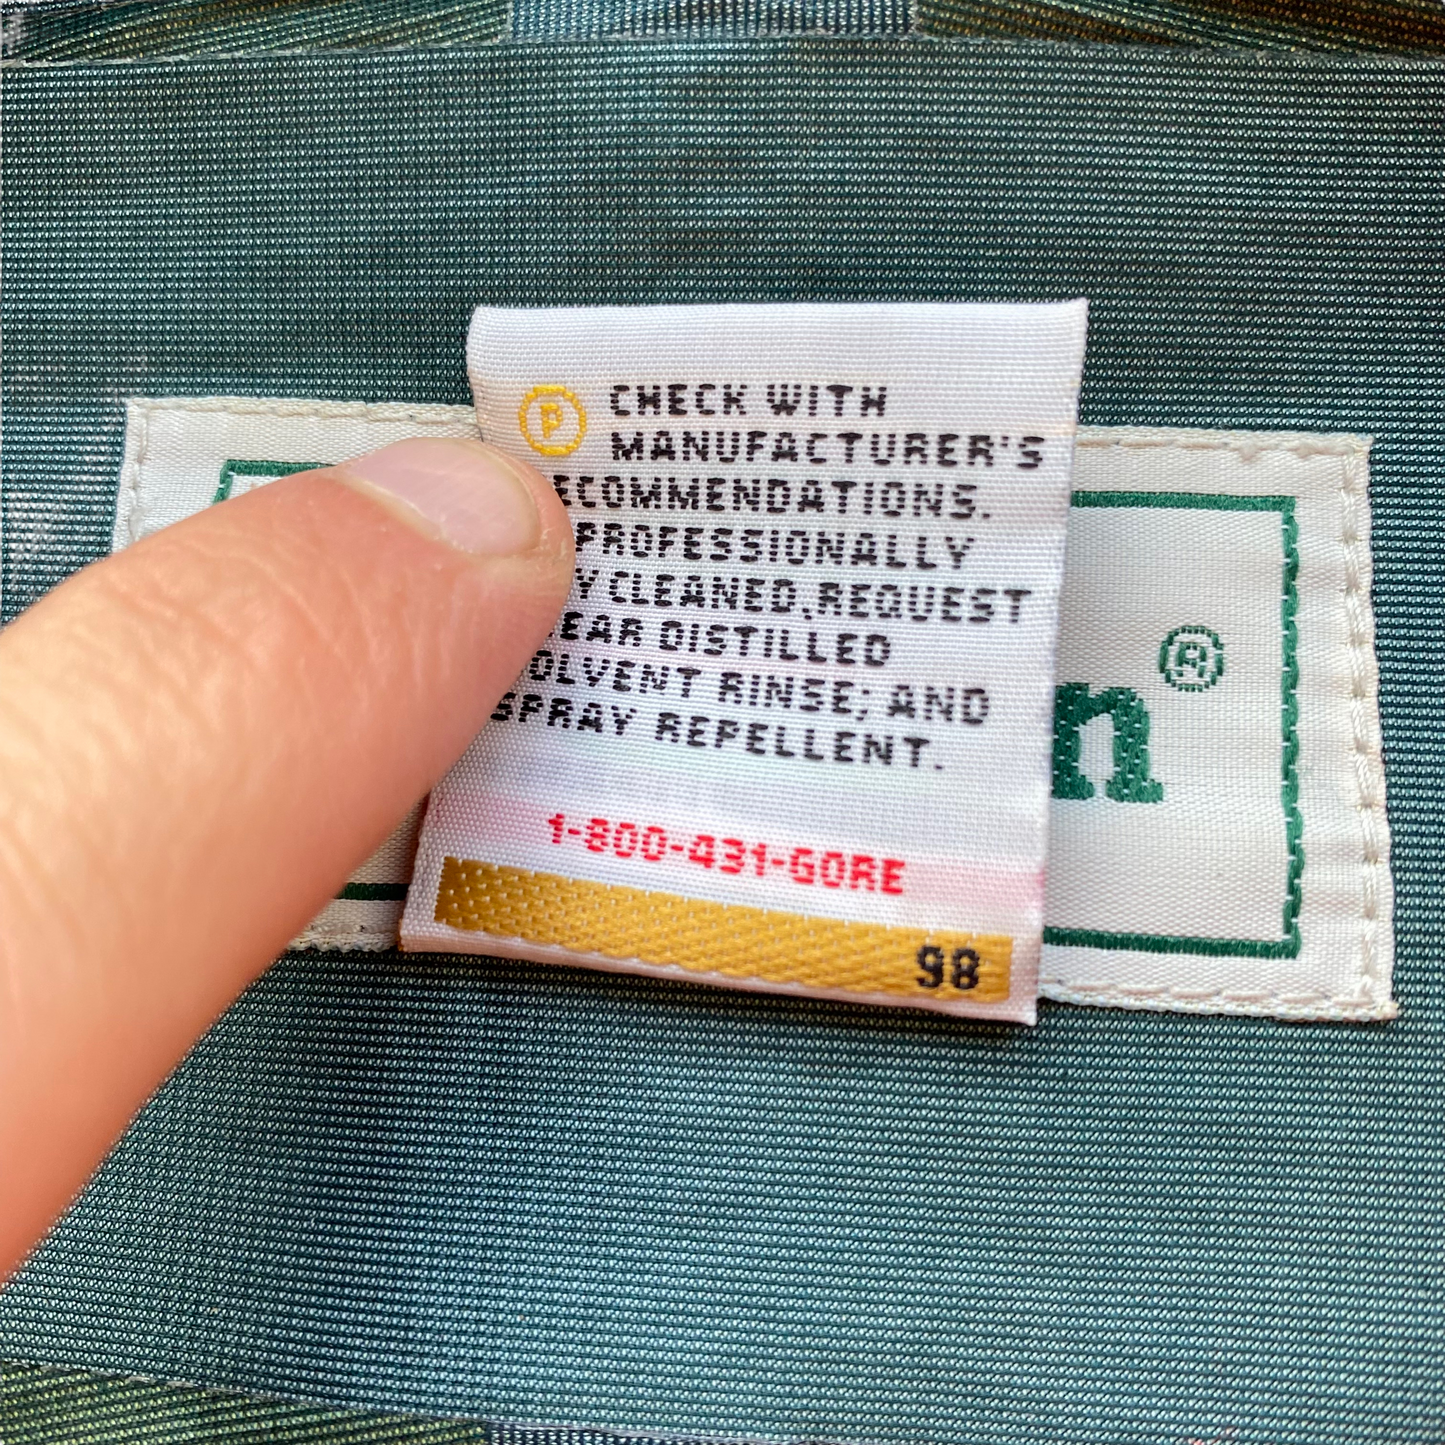 P CHECK WITH
MANUFACTURER'S
ECOMMENDATIONS.
PROFESSIONALLY
Y CLEANED, REQUEST
EAR DISTILLED
OLVENT RINSE; AND
SPRAY REPELLENT.
1-800-431-GORE
98
n®